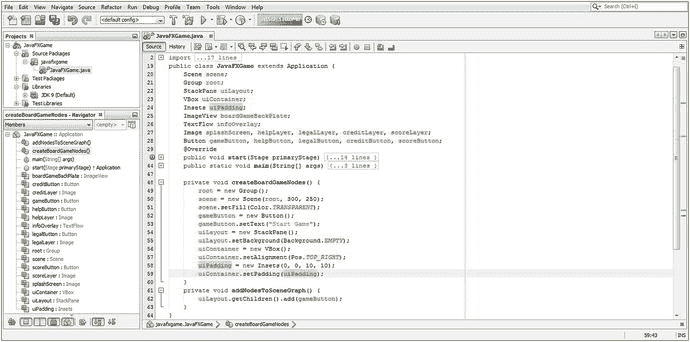 File Edit View Navigate Source Refactor Run Debug Profile Team Tools Window Help
Search (Ctrl+I)
<default config>
Projects
JavaFXGame
Source Packages
javafxgame
JavaFXGame.java
Test Packages
Libraries
JDK 9 (Default)
Test Libraries
createBoardGameNodes - Navigator
Members
<empty>
JavaFXGame :: Application
addNodesToSceneGraph()
createBoardGameNodes()
main(String[] args)
start(Stage primaryStage) ↑ Application
boardGameBackPlate : ImageView
creditButton : Button
creditLayer : Image
gameButton : Button
helpButton : Button
helpLayer : Image
infoOverlay : TextFlow
legalButton : Button
legalLayer : Image
root : Group
scene : Scene
scoreButton : Button
scoreLayer : Image
splashScreen : Image
uiContainer : VBox
uiLayout : StackPane
uiPadding : Insets
JavaFXGame.java
Source History
2 import [...17 lines ]
19 public class JavaFXGame extends Application {
20 Scene scene;
21 Group root;
22 StackPane uiLayout;
23 VBox uiContainer;
24 Insets uiPadding;
25 ImageView boardGameBackPlate;
26 TextFlow infoOverlay;
27 Image splashScreen, helpLayer, legalLayer, creditLayer, scoreLayer;
28 Button gameButton, helpButton, legalButton, creditButton, scoreButton;
29 @Override
public void start(Stage primaryStage) {...14 lines }
44 public static void main(String[] args) {...3 lines }
48 private void createBoardGameNodes() {
49 root = new Group();
50 scene = new Scene(root, 300, 250);
51 scene.setFill(Color.TRANSPARENT);
52 gameButton = new Button();
53 gameButton.setText("Start Game");
54 uiLayout = new StackPane();
55 uiLayout.setBackground(Background.EMPTY);
56 uiContainer = new VBox();
57 uiContainer.setAlignment(Pos.TOP_RIGHT);
58 uiPadding = new Insets(0, 0, 10, 10);
59 uiContainer.setPadding(uiPadding);
60 }
61 private void addNodesToSceneGraph() {
62 uiLayout.getChildren().add(gameButton);
63 }
64 }
javafxgame.JavaFXGame
createBoardGameNodes
59:43
INS